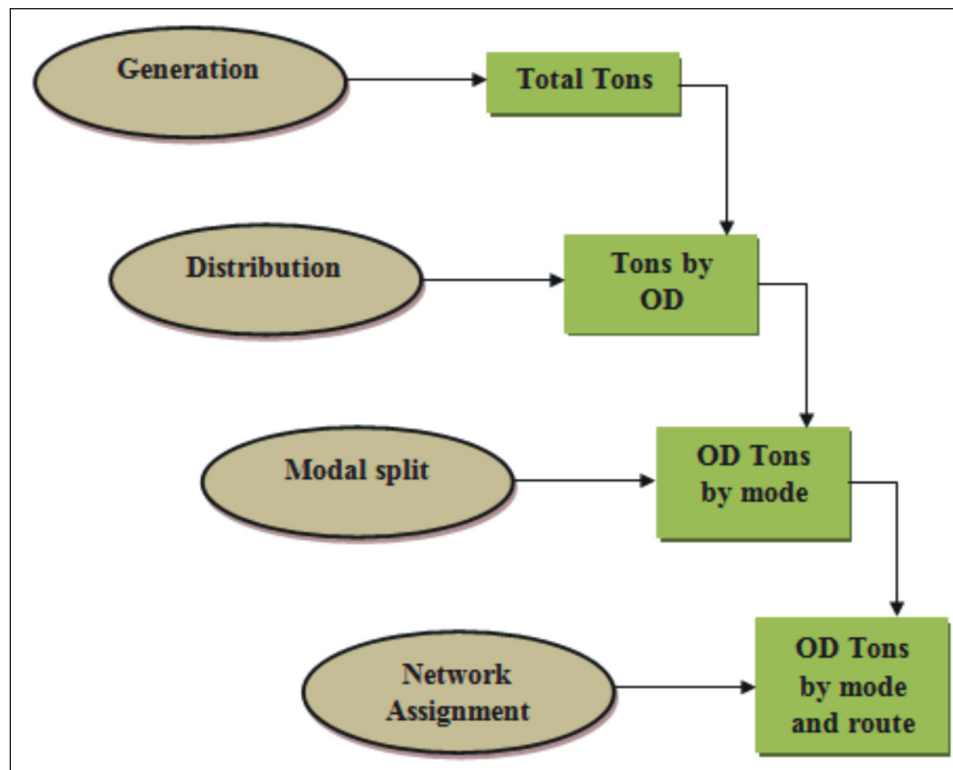 Generation
Total Tons
Distribution
Tons by
OD
Modal split
OD Tons
by mode
Network
Assignment
OD Tons
by mode
and route